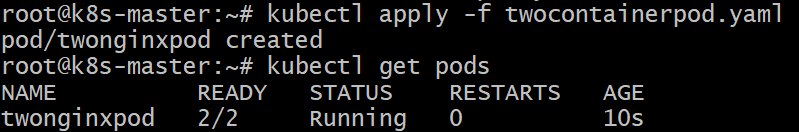 root@k8s-master:~# kubectl apply -f twocontainerpod.yaml
pod/twonginxpod created
root@k8s-master:~# kubectl get pods
NAME          READY   STATUS    RESTARTS   AGE
twonginxpod   2/2     Running   0          10s